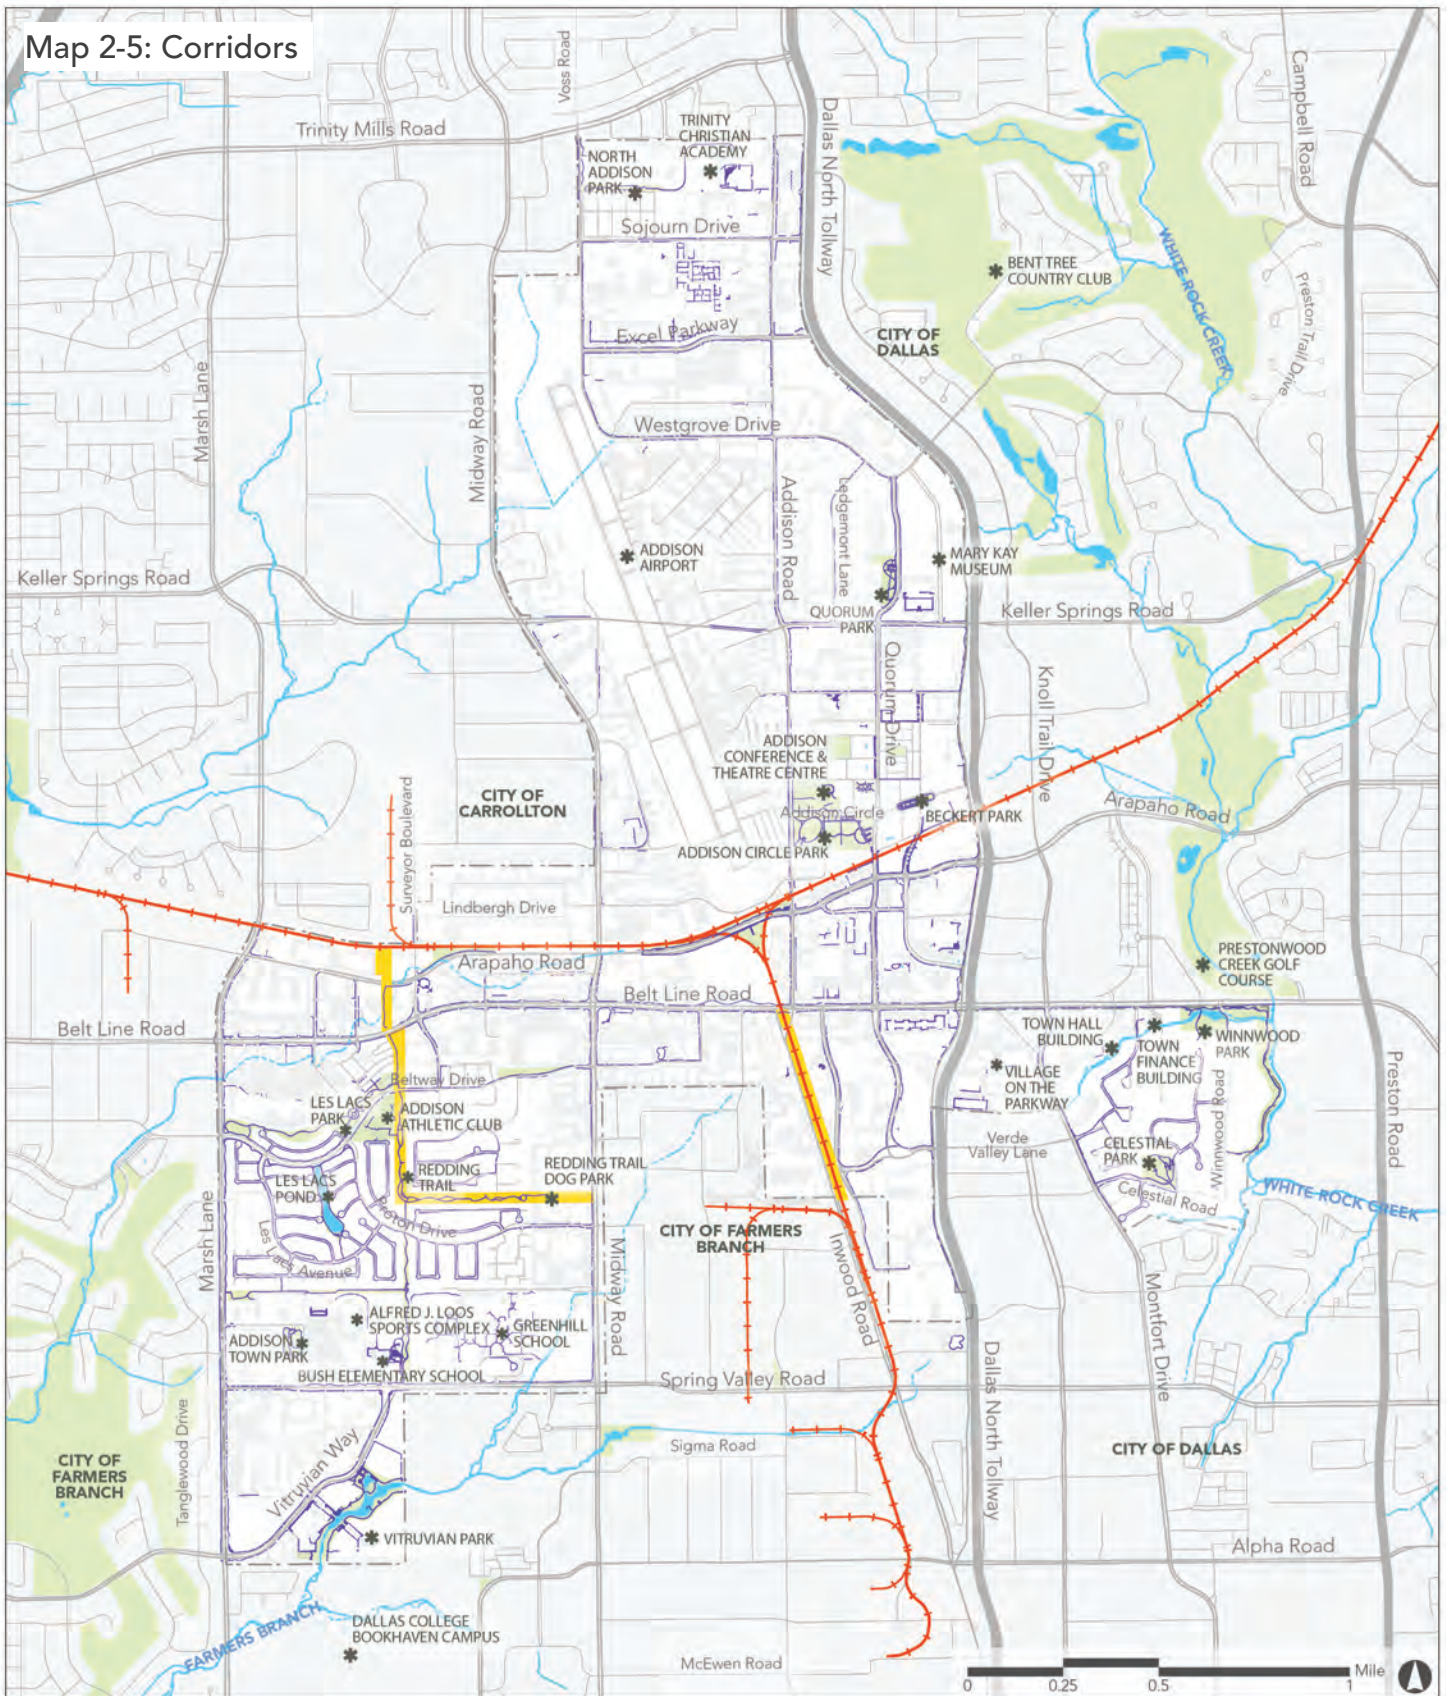 Map 2-5: Corridors
Voss Road
Trinity Mills Road
TRINITY
CHRISTIAN
ACADEMY
NORTH
ADDISON
PARK
Sojourn Drive
Dallas North Tollway
Campbell Road
WHITE ROCK CREEK
BENT TREE
COUNTRY CLUB
Preston Trail Drive
Excel Parkway
CITY OF
DALLAS
Marsh Lane
Midway Road
Westgrove Drive
Addison Road
Ledgemont Lane
ADDISON
AIRPORT
MARY KAY
MUSEUM
Keller Springs Road
QUORUM
PARK
Keller Springs Road
Quorum Drive
Knoll Trail Drive
ADDISON
CONFERENCE &
THEATRE CENTRE
CITY OF
CARROLLTON
Surveyor Boulevard
Addison Circle
BECKERT PARK
Arapaho Road
ADDISON CIRCLE PARK
Lindbergh Drive
Arapaho Road
PRESTONWOOD
CREEK GOLF
COURSE
Belt Line Road
Belt Line Road
TOWN HALL
BUILDING
TOWN
FINANCE
BUILDING
WINNWOOD
PARK
VILLAGE
ON THE
PARKWAY
Beltway Drive
LES LACS
PARK
ADDISON
ATHLETIC CLUB
Winnwood Road
Preston Road
Verde
Valley Lane
CELESTIAL
PARK
REDDING
TRAIL
REDDING TRAIL
DOG PARK
LES LACS
POND
Celestial Road
WHITE ROCK CREEK
Marsh Lane
Proton Drive
Les Lacs Avenue
CITY OF FARMERS
BRANCH
Midway Road
Inwood Road
Montfort Drive
ALFRED J. LOOS
SPORTS COMPLEX
GREENHILL
SCHOOL
ADDISON
TOWN PARK
BUSH ELEMENTARY SCHOOL
Spring Valley Road
Dallas North Tollway
Tanglewood Drive
Vitruvian Way
Sigma Road
CITY OF DALLAS
CITY OF
FARMERS
BRANCH
VITRUVIAN PARK
Alpha Road
FARMERS BRANCH
DALLAS COLLEGE
BOOKHAVEN CAMPUS
McEwen Road
Mile
0
0.25
0.5
1